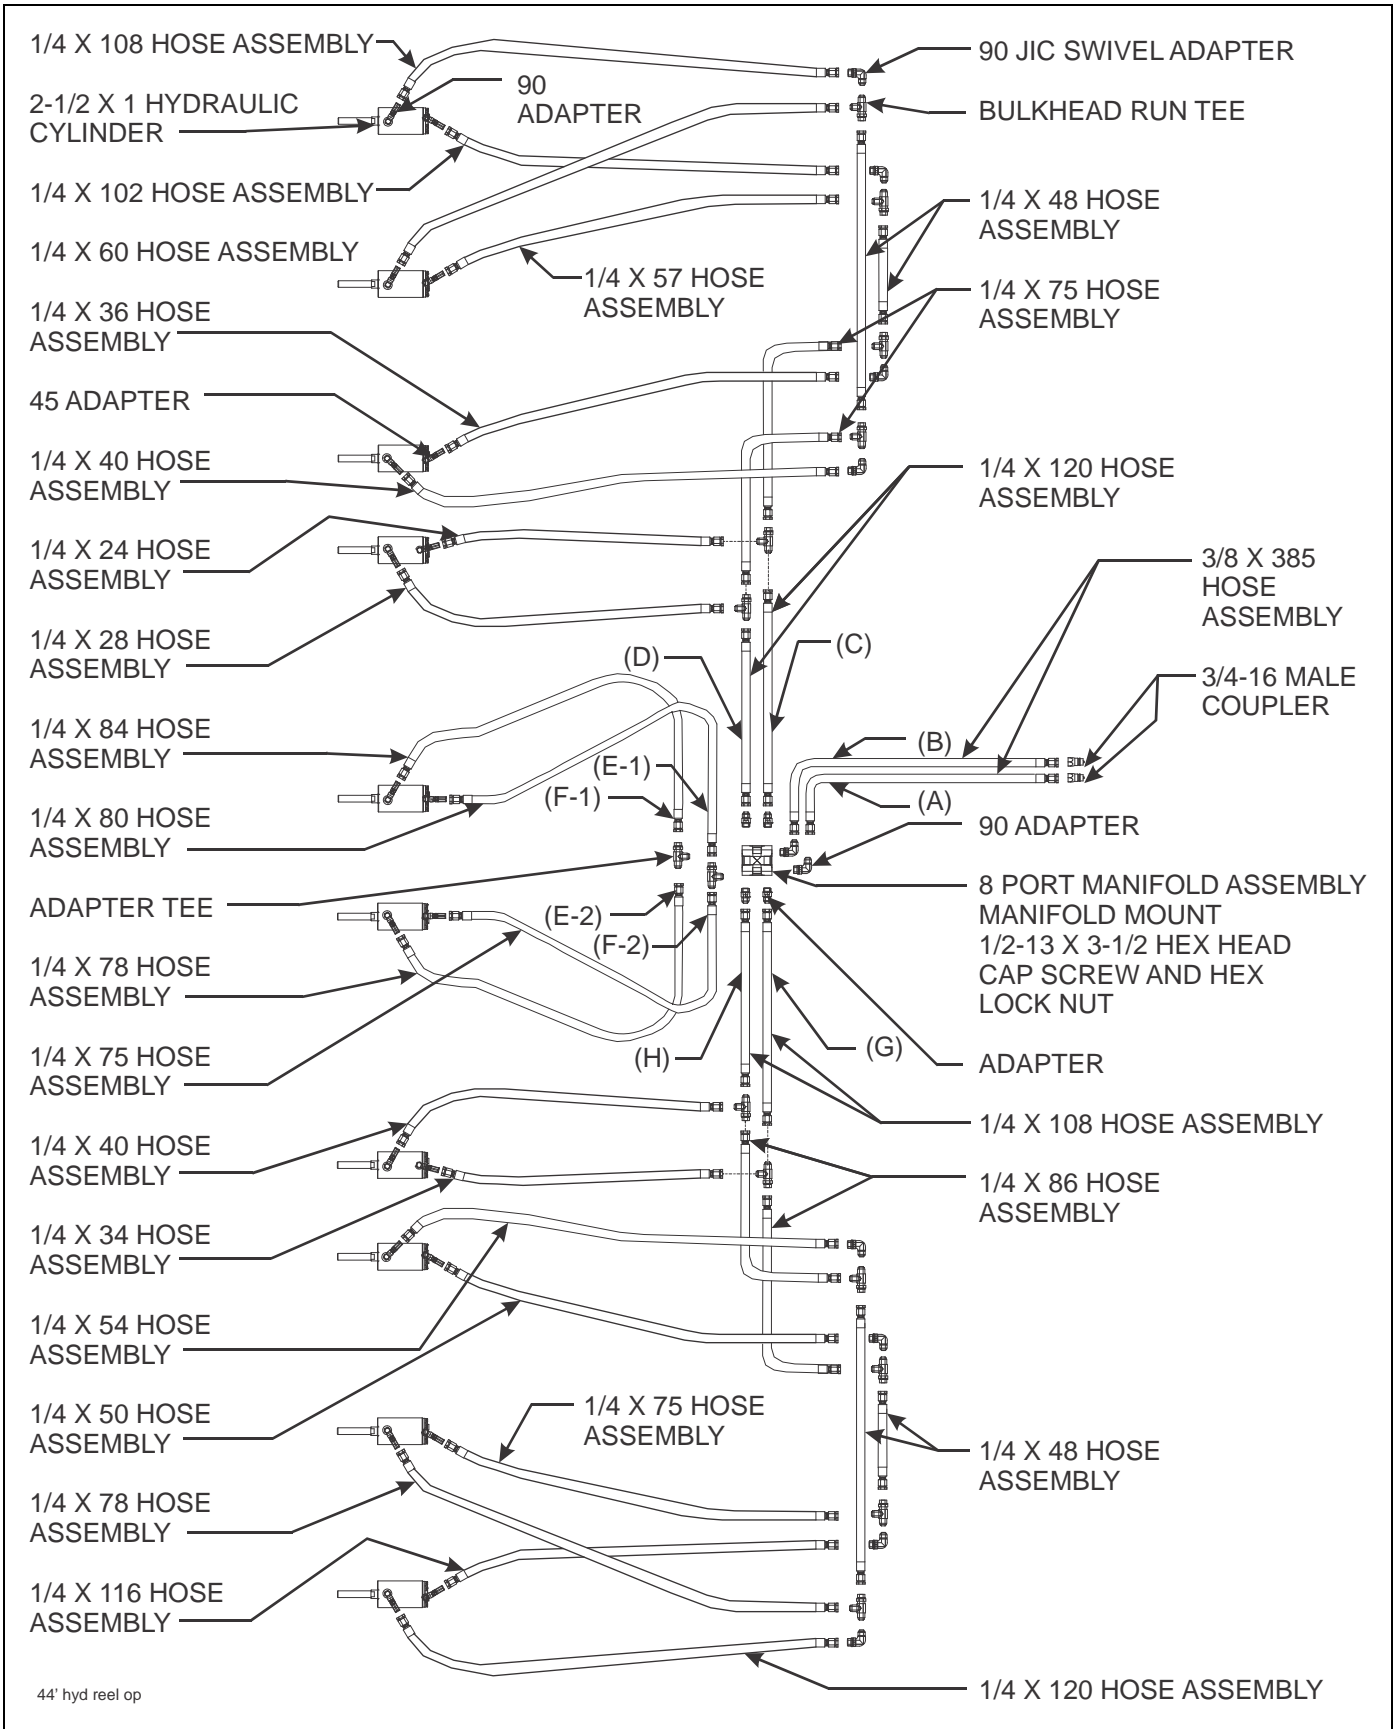 1/4 X 108 HOSE ASSEMBLY
2-1/2 X 1 HYDRAULIC
CYLINDER
90
ADAPTER
1/4 X 102 HOSE ASSEMBLY
1/4 X 60 HOSE ASSEMBLY
1/4 X 57 HOSE
ASSEMBLY
1/4 X 36 HOSE
ASSEMBLY
45 ADAPTER
1/4 X 40 HOSE
ASSEMBLY
1/4 X 24 HOSE
ASSEMBLY
1/4 X 28 HOSE
ASSEMBLY
1/4 X 84 HOSE
ASSEMBLY
1/4 X 80 HOSE
ASSEMBLY
ADAPTER TEE
1/4 X 78 HOSE
ASSEMBLY
1/4 X 75 HOSE
ASSEMBLY
1/4 X 40 HOSE
ASSEMBLY
1/4 X 34 HOSE
ASSEMBLY
1/4 X 54 HOSE
ASSEMBLY
1/4 X 50 HOSE
ASSEMBLY
1/4 X 75 HOSE
ASSEMBLY
1/4 X 78 HOSE
ASSEMBLY
1/4 X 116 HOSE
ASSEMBLY
(D)
(C)
(E-1)
(F-1)
(B)
(A)
(E-2)
(F-2)
(H)
(G)
90 JIC SWIVEL ADAPTER
BULKHEAD RUN TEE
1/4 X 48 HOSE
ASSEMBLY
1/4 X 75 HOSE
ASSEMBLY
1/4 X 120 HOSE
ASSEMBLY
3/8 X 385
HOSE
ASSEMBLY
3/4-16 MALE
COUPLER
90 ADAPTER
8 PORT MANIFOLD ASSEMBLY
MANIFOLD MOUNT
1/2-13 X 3-1/2 HEX HEAD
CAP SCREW AND HEX
LOCK NUT
ADAPTER
1/4 X 108 HOSE ASSEMBLY
1/4 X 86 HOSE
ASSEMBLY
1/4 X 48 HOSE
ASSEMBLY
1/4 X 120 HOSE ASSEMBLY
44' hyd reel op